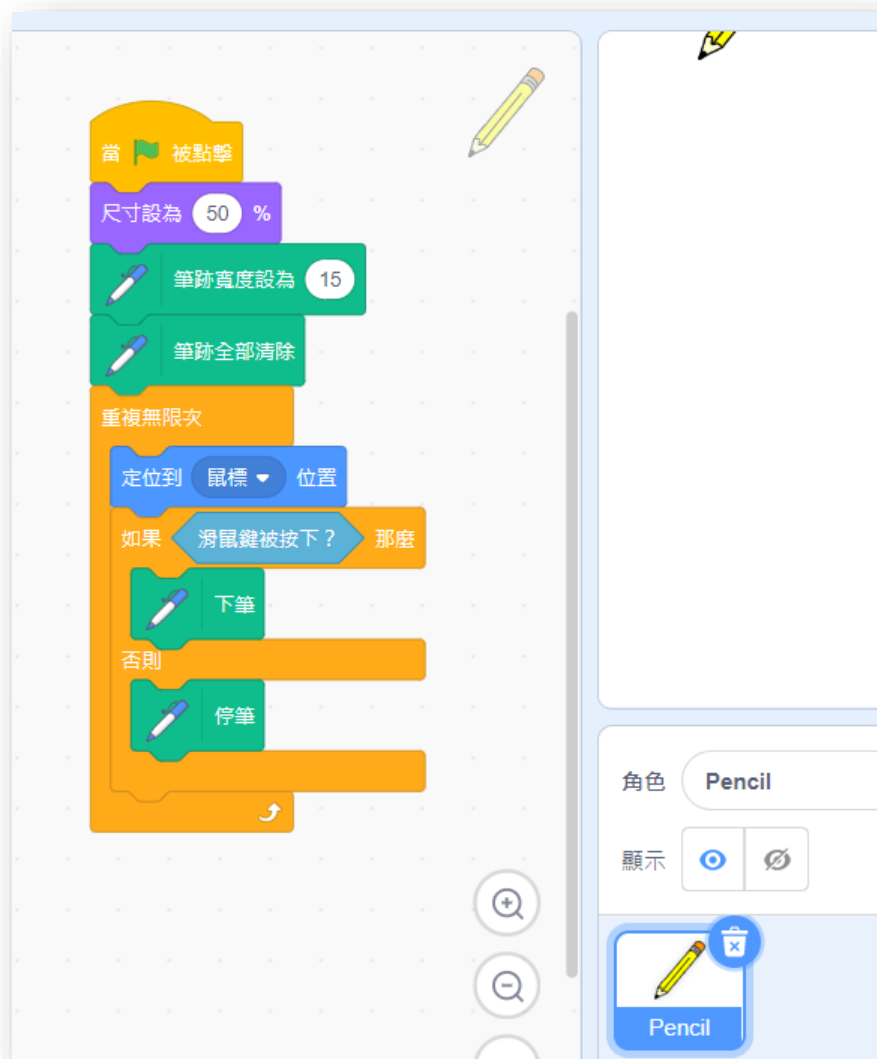 當 被點擊
尺寸設為 50 %
筆跡寬度設為 15
筆跡全部清除
重複無限次
定位到 鼠標 位置
如果 滑鼠鍵被按下？ 那麼
下筆
否則
停筆
角色 Pencil
顯示
Pencil